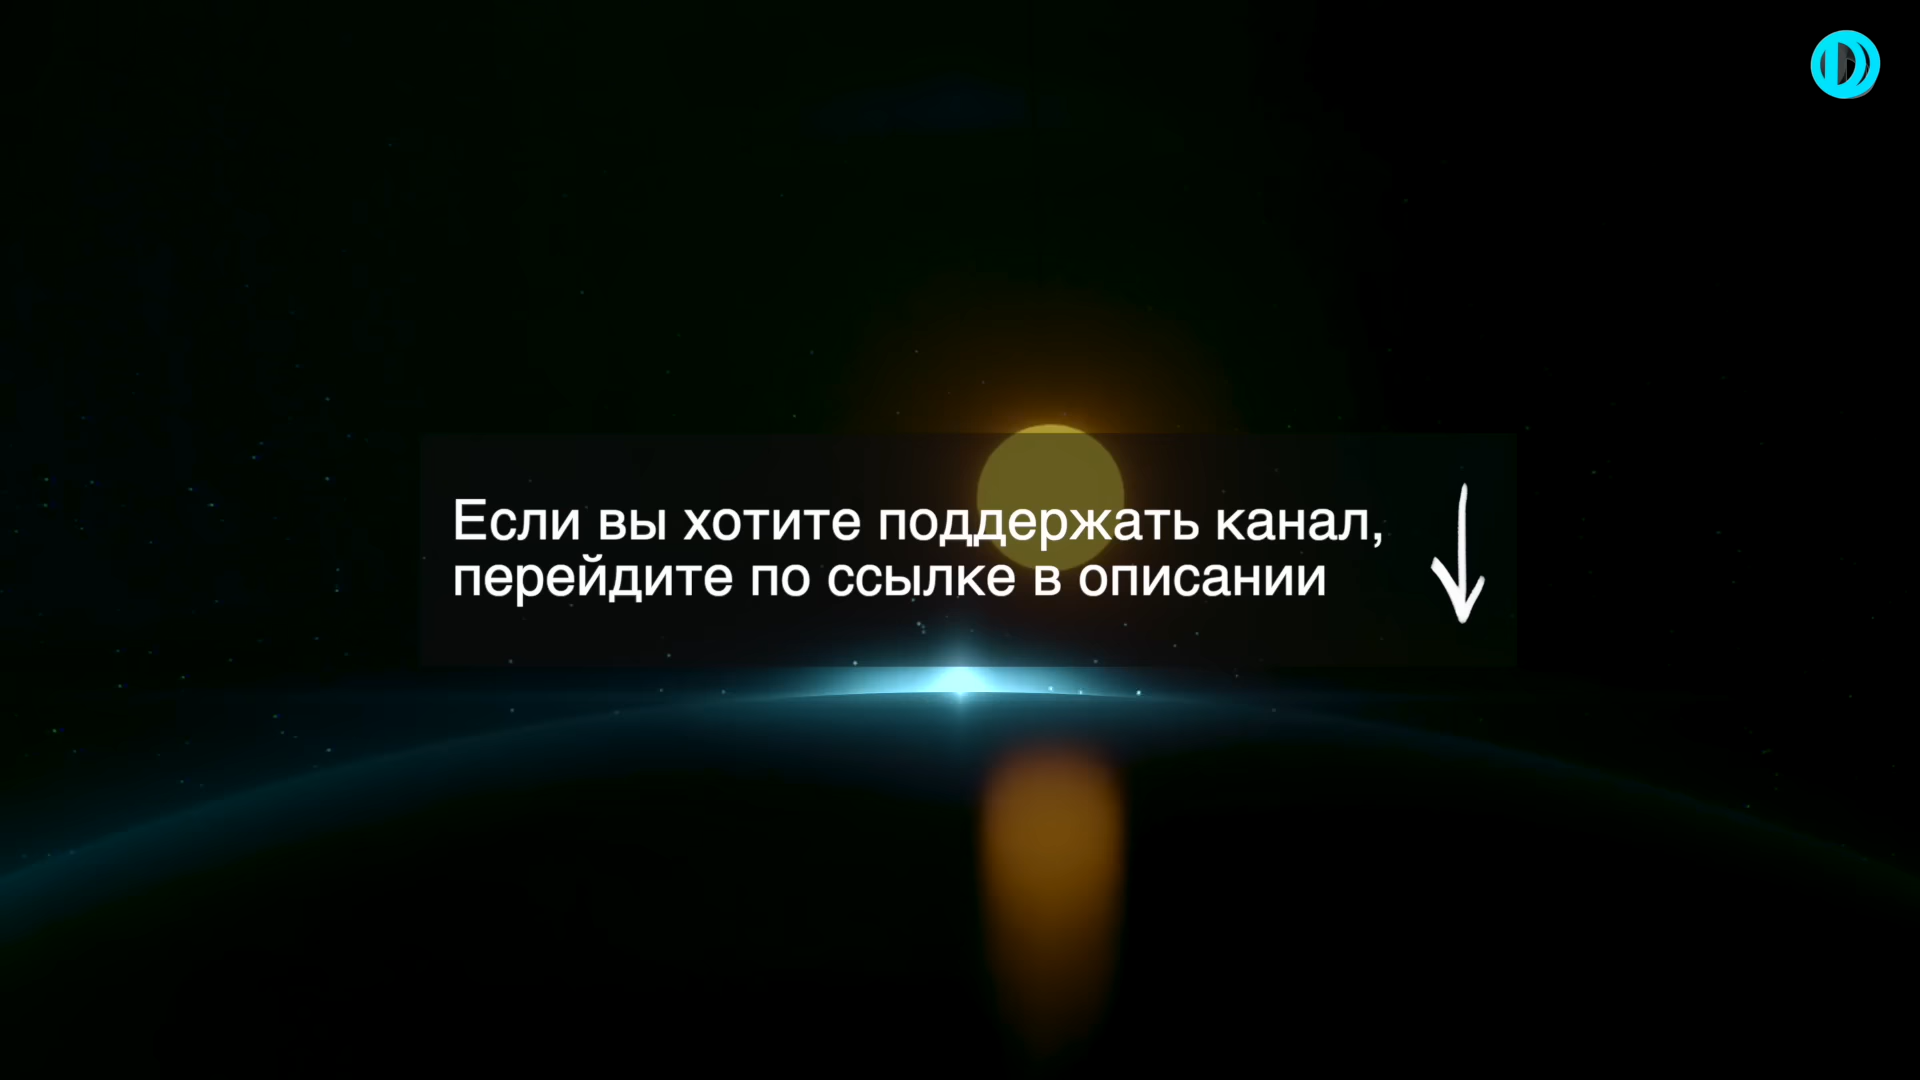 Если вы хотите поддержать канал,
перейдите по ссылке в описании